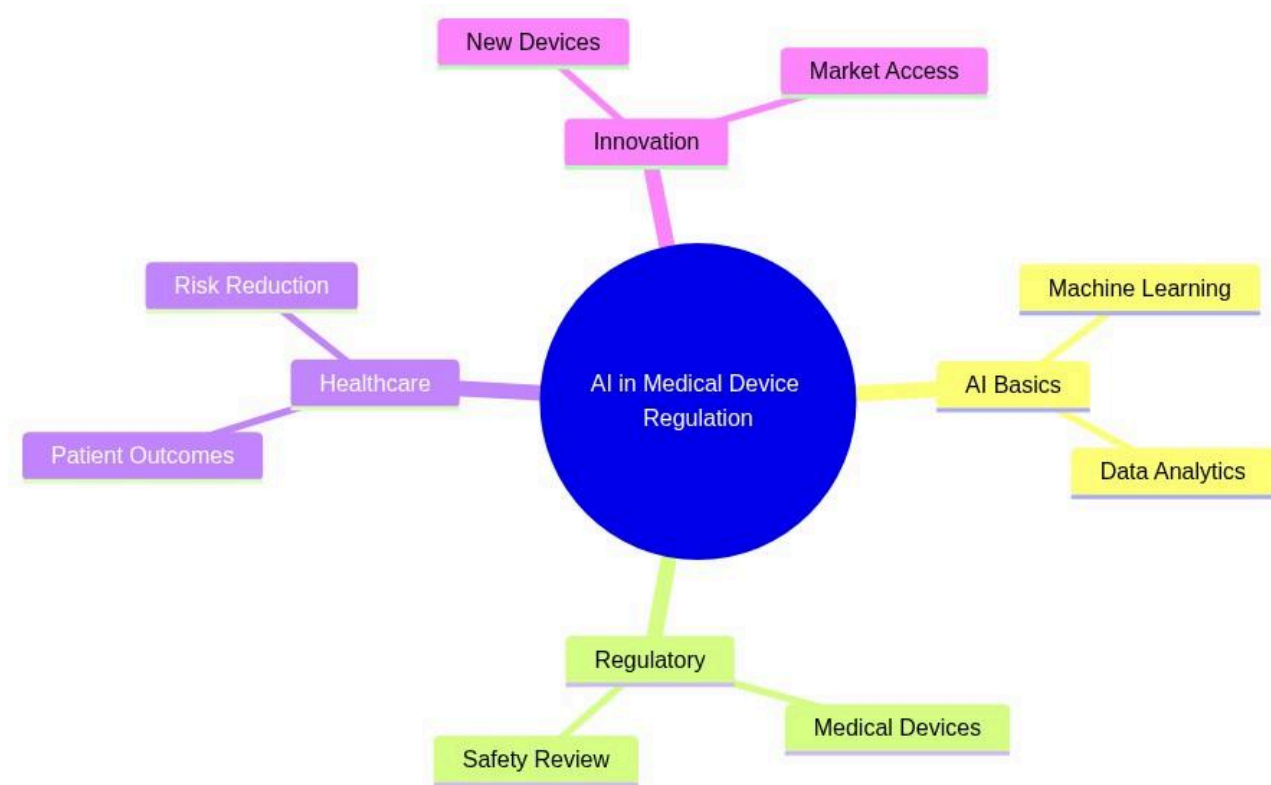 New Devices
Market Access
Innovation
Risk Reduction
Machine Learning
Healthcare
AI in Medical Device
Regulation
AI Basics
Patient Outcomes
Data Analytics
Regulatory
Medical Devices
Safety Review